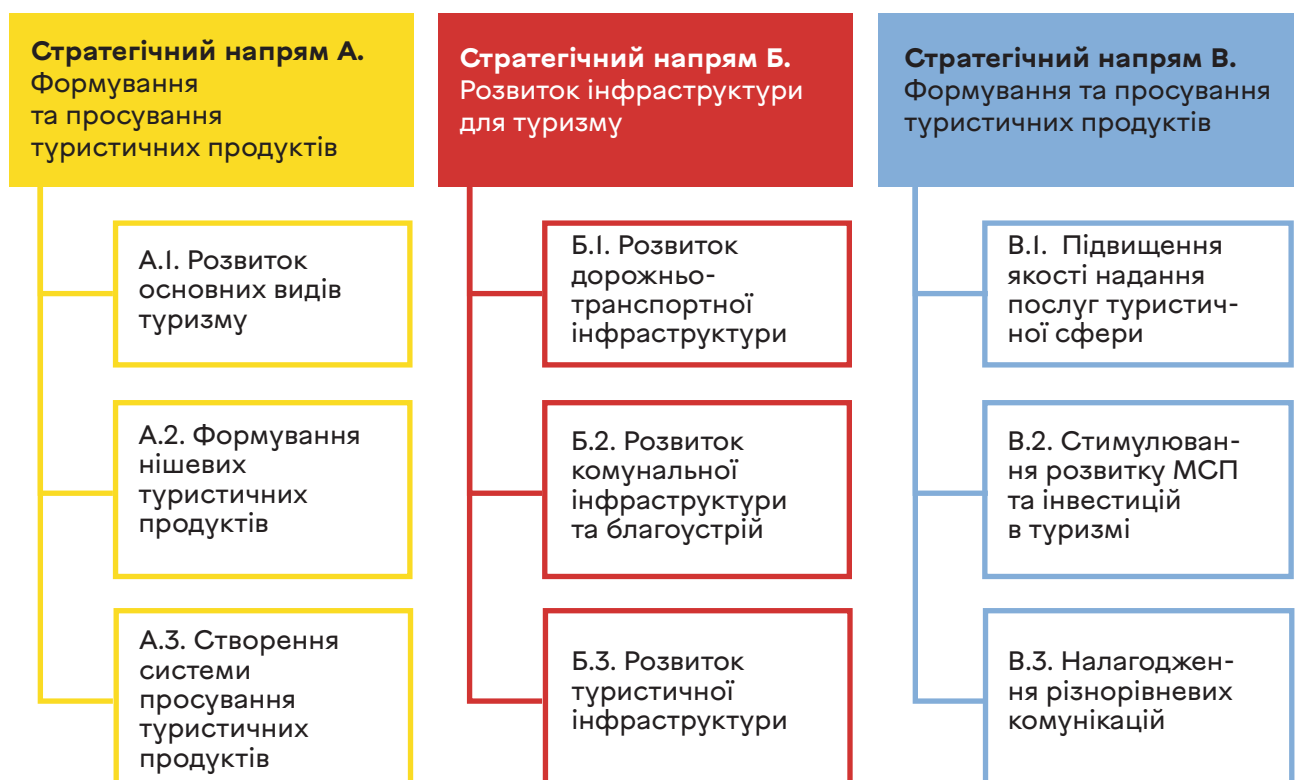 Стратегічний напрям А.
Формування
та просування
туристичних продуктів
А.1. Розвиток
основних видів
туризму
А.2. Формування
нішевих
туристичних
продуктів
А.3. Створення
системи
просування
туристичних
продуктів
Стратегічний напрям Б.
Розвиток інфраструктури
для туризму
Б.1. Розвиток
дорожньо-
транспортної
інфраструктури
Б.2. Розвиток
комунальної
інфраструктури
та благоустрій
Б.3. Розвиток
туристичної
інфраструктури
Стратегічний напрям В.
Формування та просування
туристичних продуктів
В.1. Підвищення
якості надання
послуг туристич-
ної сфери
В.2. Стимулюван-
ня розвитку МСП
та інвестицій
в туризмі
В.3. Налагоджен-
ня різнорівневих
комунікацій